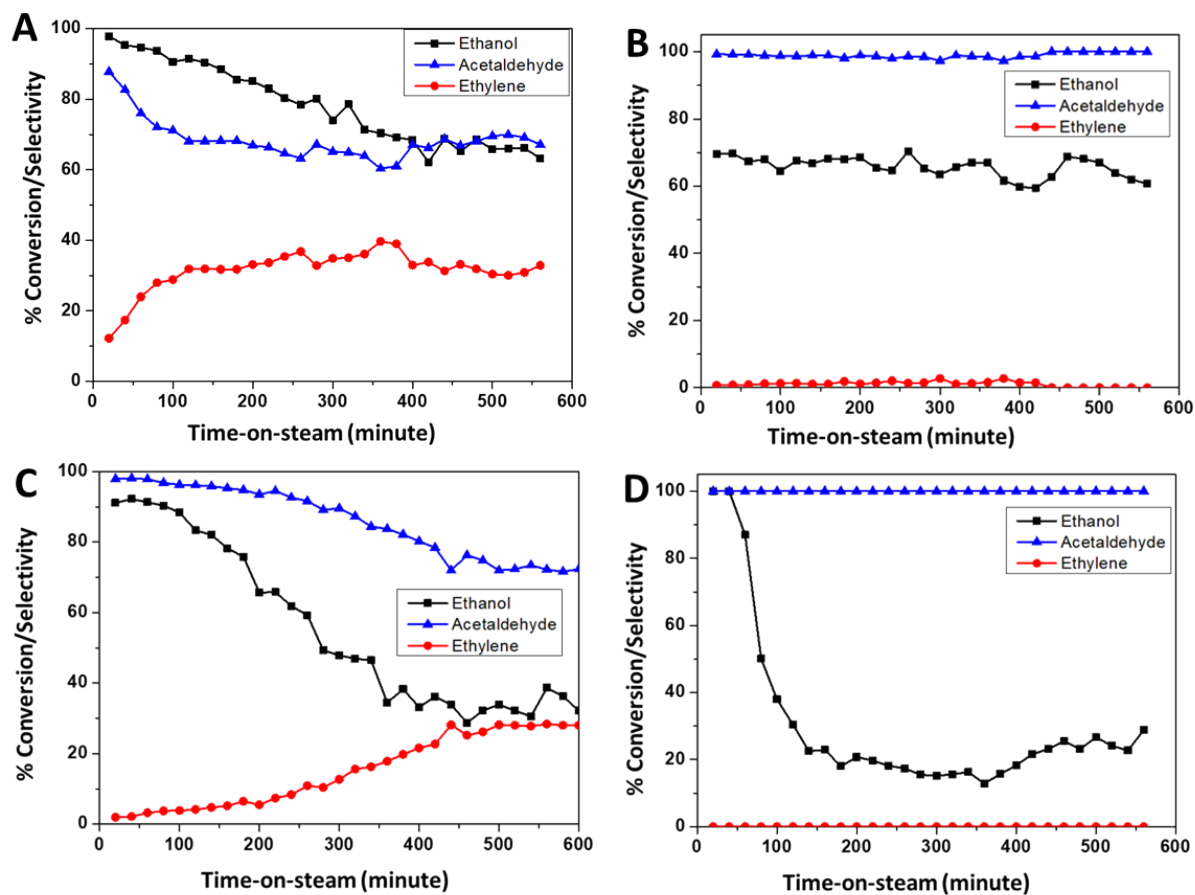 A
Ethanol
Acetaldehyde
Ethylene
% Conversion/Selectivity
100
80
60
40
20
0
0 100 200 300 400 500 600
Time-on-steam (minute)
B
Ethanol
Acetaldehyde
Ethylene
% Conversion/Selectivity
100
80
60
40
20
0
0 100 200 300 400 500 600
Time-on-steam (minute)
C
Ethanol
Acetaldehyde
Ethylene
% Conversion/Selectivity
100
80
60
40
20
0
0 100 200 300 400 500 600
Time-on-steam (minute)
D
Ethanol
Acetaldehyde
Ethylene
% Conversion/Selectivity
100
80
60
40
20
0
0 100 200 300 400 500 600
Time-on-steam (minute)